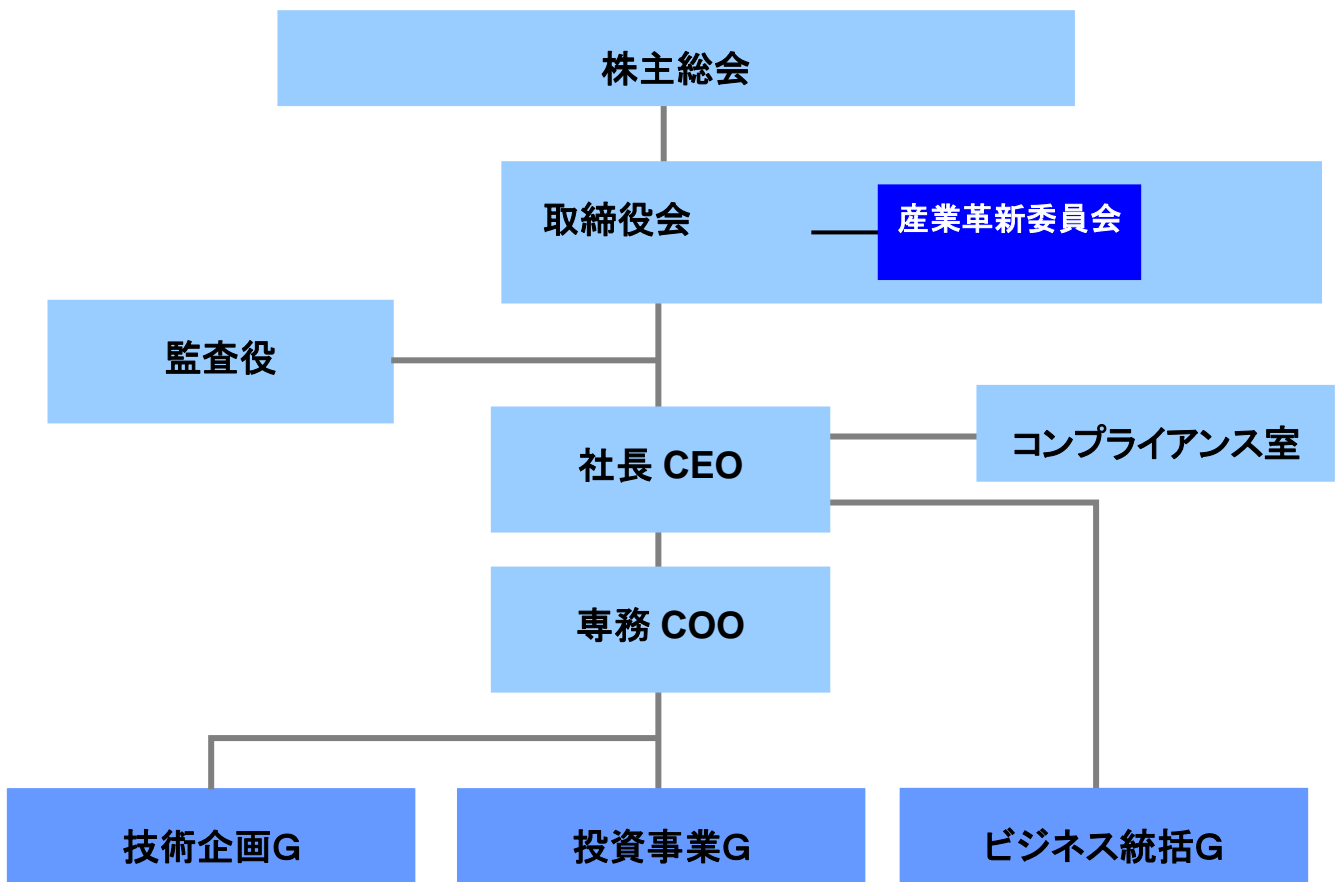 株主総会
取締役会
産業革新委員会
監査役
コンプライアンス室
社長 CEO
専務 COO
技術企画G
投資事業G
ビジネス統括G